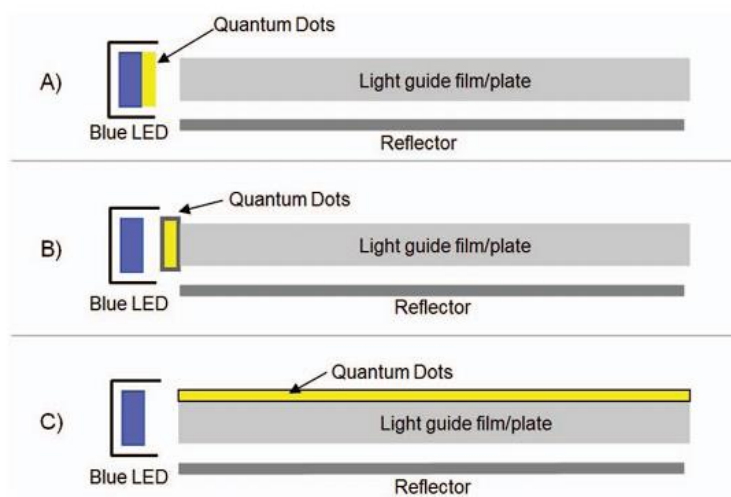 Quantum Dots
A)
Light guide film/plate
Blue LED
Reflector
Quantum Dots
B)
Light guide film/plate
Blue LED
Reflector
Quantum Dots
C)
Light guide film/plate
Blue LED
Reflector